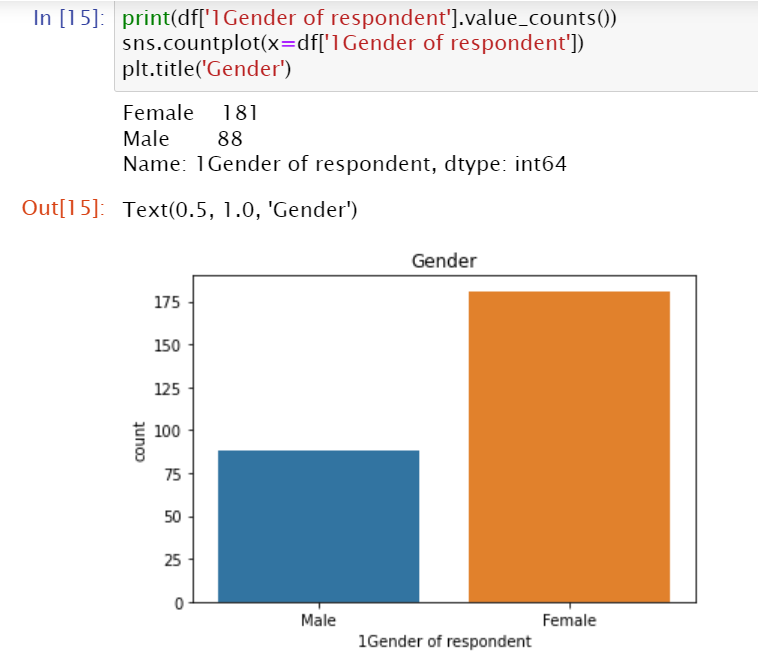 In [15]: print(df['1Gender of respondent'].value_counts())
sns.countplot(x=df['1Gender of respondent'])
plt.title('Gender')
Female 181
Male 88
Name: 1Gender of respondent, dtype: int64
Out[15]: Text(0.5, 1.0, 'Gender')
Gender
175
150
125
100
75
50
25
0
count
Male Female
1Gender of respondent